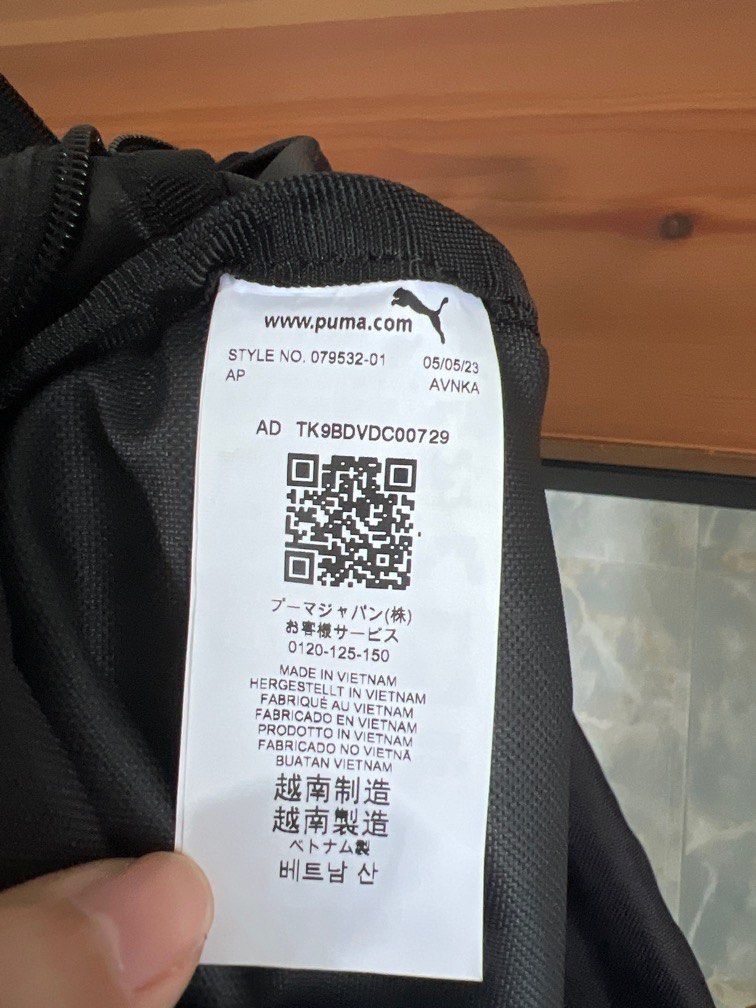 www.puma.com
STYLE NO. 079532-01 05/05/23
AP AVNKA
AD TK9BDVDC00729
プーマジャパン(株)
お客様サービス
0120-125-150
MADE IN VIETNAM
HERGESTELLT IN VIETNAM
FABRIQUÉ AU VIETNAM
FABRICADO EN VIETNAM
PRODOTTO IN VIETNAM
FABRICADO NO VIETNÃ
BUATAN VIETNAM
越南制造
越南製造
ベトナム製
베트남 산